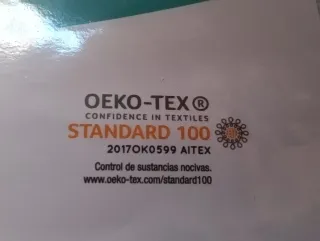 OEKO-TEX®
CONFIDENCE IN TEXTILES
STANDARD 100
2017OK0599 AITEX
Control de sustancias nocivas.
www.oeko-tex.com/standard100